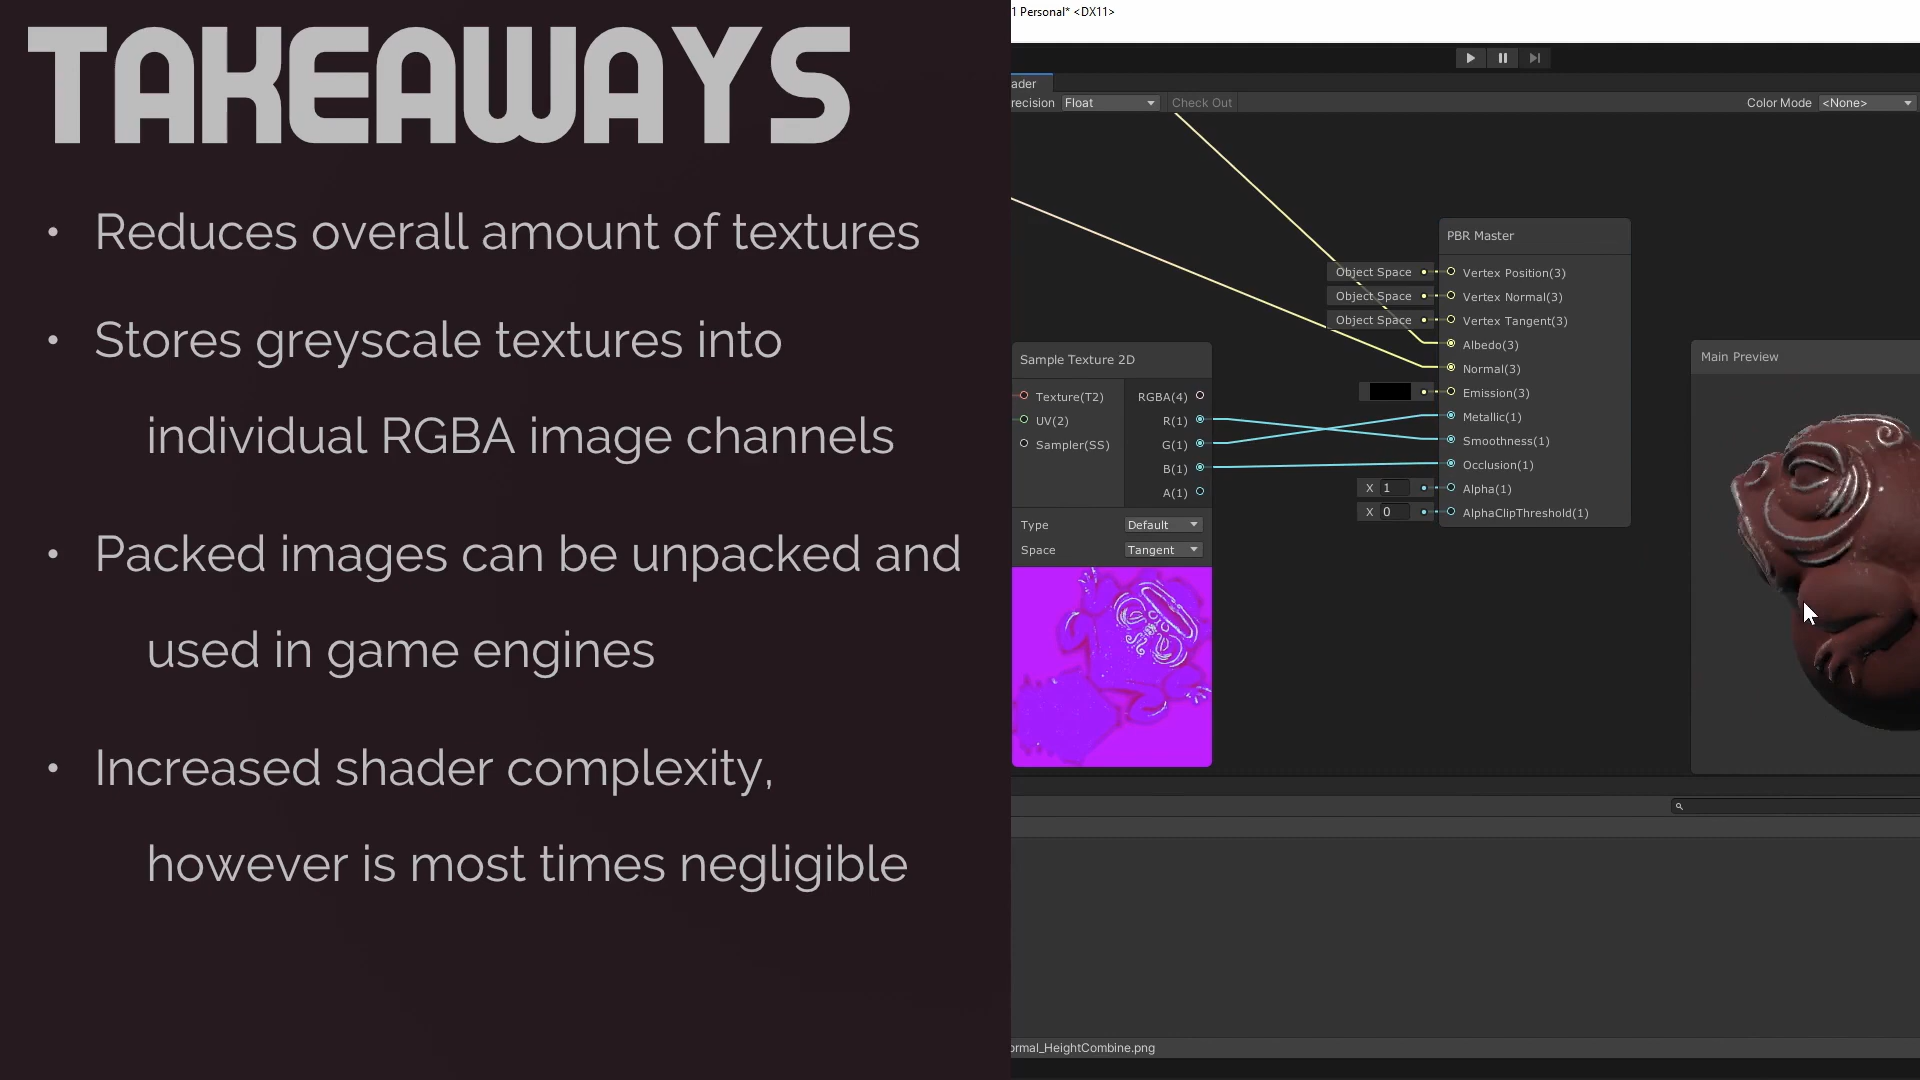 TAKEAWAYS
• Reduces overall amount of textures
• Stores greyscale textures into
individual RGBA image channels
• Packed images can be unpacked and
used in game engines
• Increased shader complexity,
however is most times negligible
1 Personal* <DX11>
ader
recision Float Check Out Color Mode <None>
PBR Master
Object Space Vertex Position(3)
Object Space Vertex Normal(3)
Object Space Vertex Tangent(3)
Albedo(3)
Normal(3)
Emission(3)
Metallic(1)
Smoothness(1)
Occlusion(1)
X 1 Alpha(1)
X 0 AlphaClipThreshold(1)
Sample Texture 2D
Texture(T2) RGBA(4)
UV(2) R(1)
Sampler(SS) G(1)
B(1)
A(1)
Type Default
Space Tangent
Main Preview
ormal_HeightCombine.png